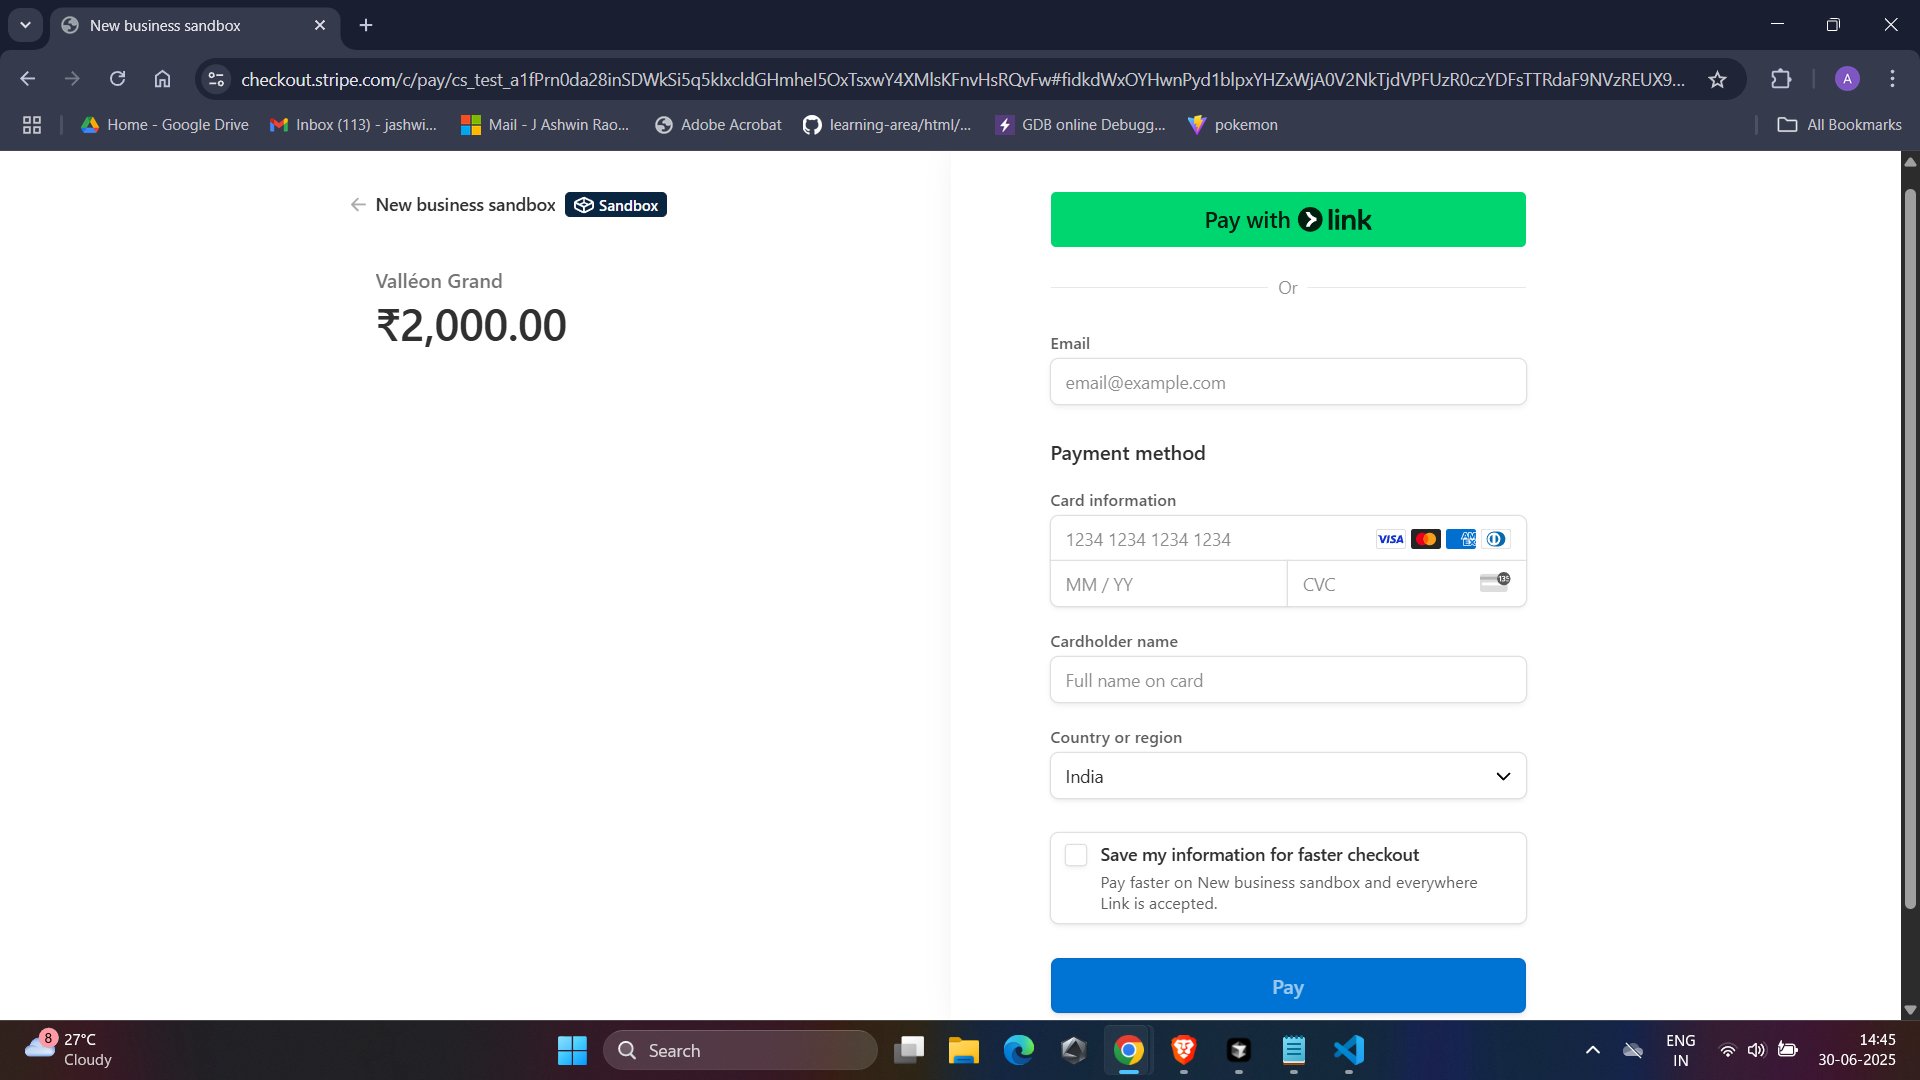 New business sandbox
checkout.stripe.com/c/pay/cs_test_a1fPrn0da28inSDWkSi5q5kIxcldGHmheI5OxTsxwY4XMlsKFnvHsRQvFw#fidkdWxOYHwnPyd1blpxYHZxWjA0V2NkTjdVPFUzR0czYDFsTTRdaF9NVzREUX9...
A
Home - Google Drive
Inbox (113) - jashwi...
Mail - J Ashwin Rao...
Adobe Acrobat
learning-area/html/...
GDB online Debugg...
pokemon
All Bookmarks
New business sandbox
Sandbox
Valléon Grand
₹2,000.00
Pay with link
Or
Email
email@example.com
Payment method
Card information
1234 1234 1234 1234
VISA
AM
EX
MM / YY
CVC
135
Cardholder name
Full name on card
Country or region
India
Save my information for faster checkout
Pay faster on New business sandbox and everywhere
Link is accepted.
Pay
8
27°C
Cloudy
Search
ENG
IN
14:45
30-06-2025